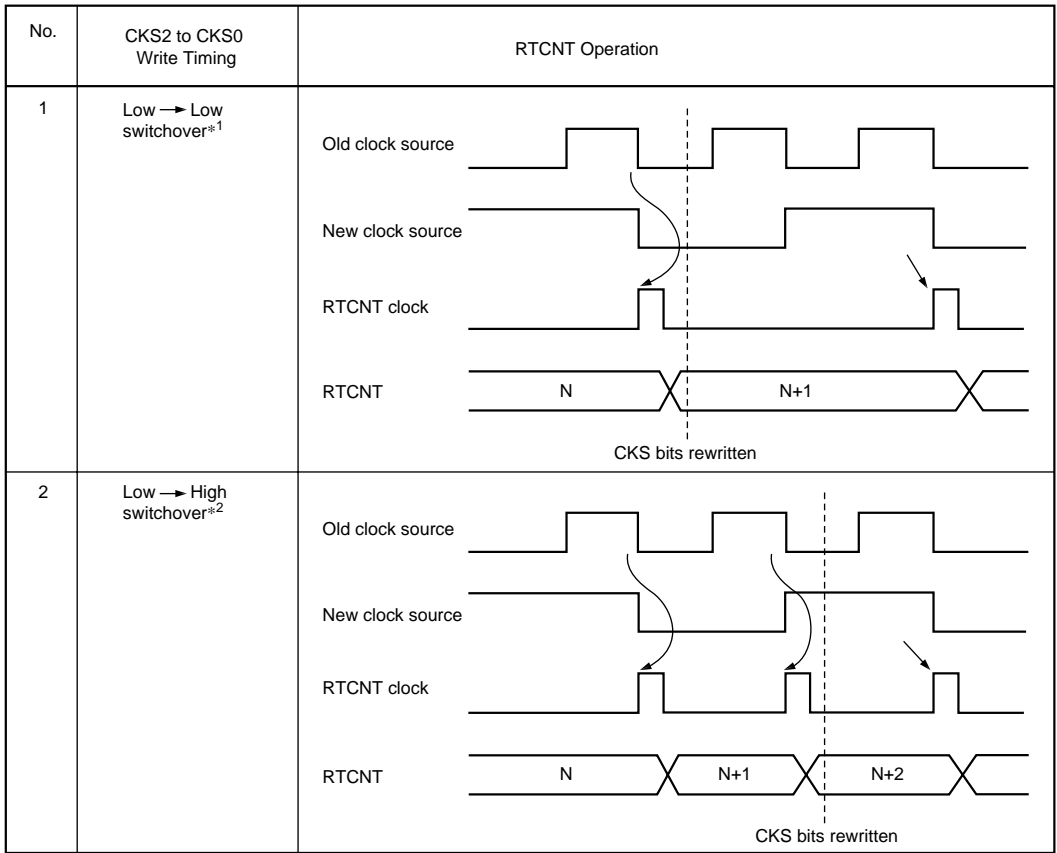 No.
CKS2 to CKS0
Write Timing
RTCNT Operation
1
Low → Low
switchover*1
Old clock source
New clock source
RTCNT clock
RTCNT
N
N+1
CKS bits rewritten
2
Low → High
switchover*2
Old clock source
New clock source
RTCNT clock
RTCNT
N
N+1
N+2
CKS bits rewritten